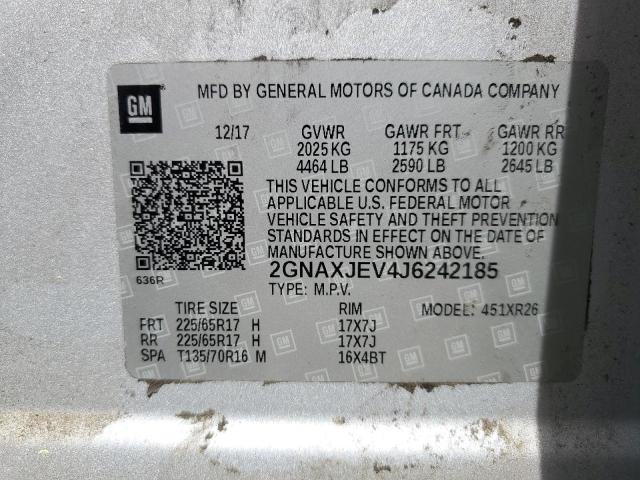 GM
MFD BY GENERAL MOTORS OF CANADA COMPANY
12/17 GVWR GAWR FRT GAWR RR
2025 KG 1175 KG 1200 KG
4464 LB 2590 LB 2645 LB
THIS VEHICLE CONFORMS TO ALL
APPLICABLE U.S. FEDERAL MOTOR
VEHICLE SAFETY AND THEFT PREVENTION
STANDARDS IN EFFECT ON THE DATE OF
MANUFACTURE SHOWN ABOVE.
2GNAXJEV4J6242185
636R
TYPE: M.P.V.
TIRE SIZE RIM MODEL: 451XR26
FRT 225/65R17 H 17X7J
RR 225/65R17 H 17X7J
SPA T135/70R16 M 16X4BT